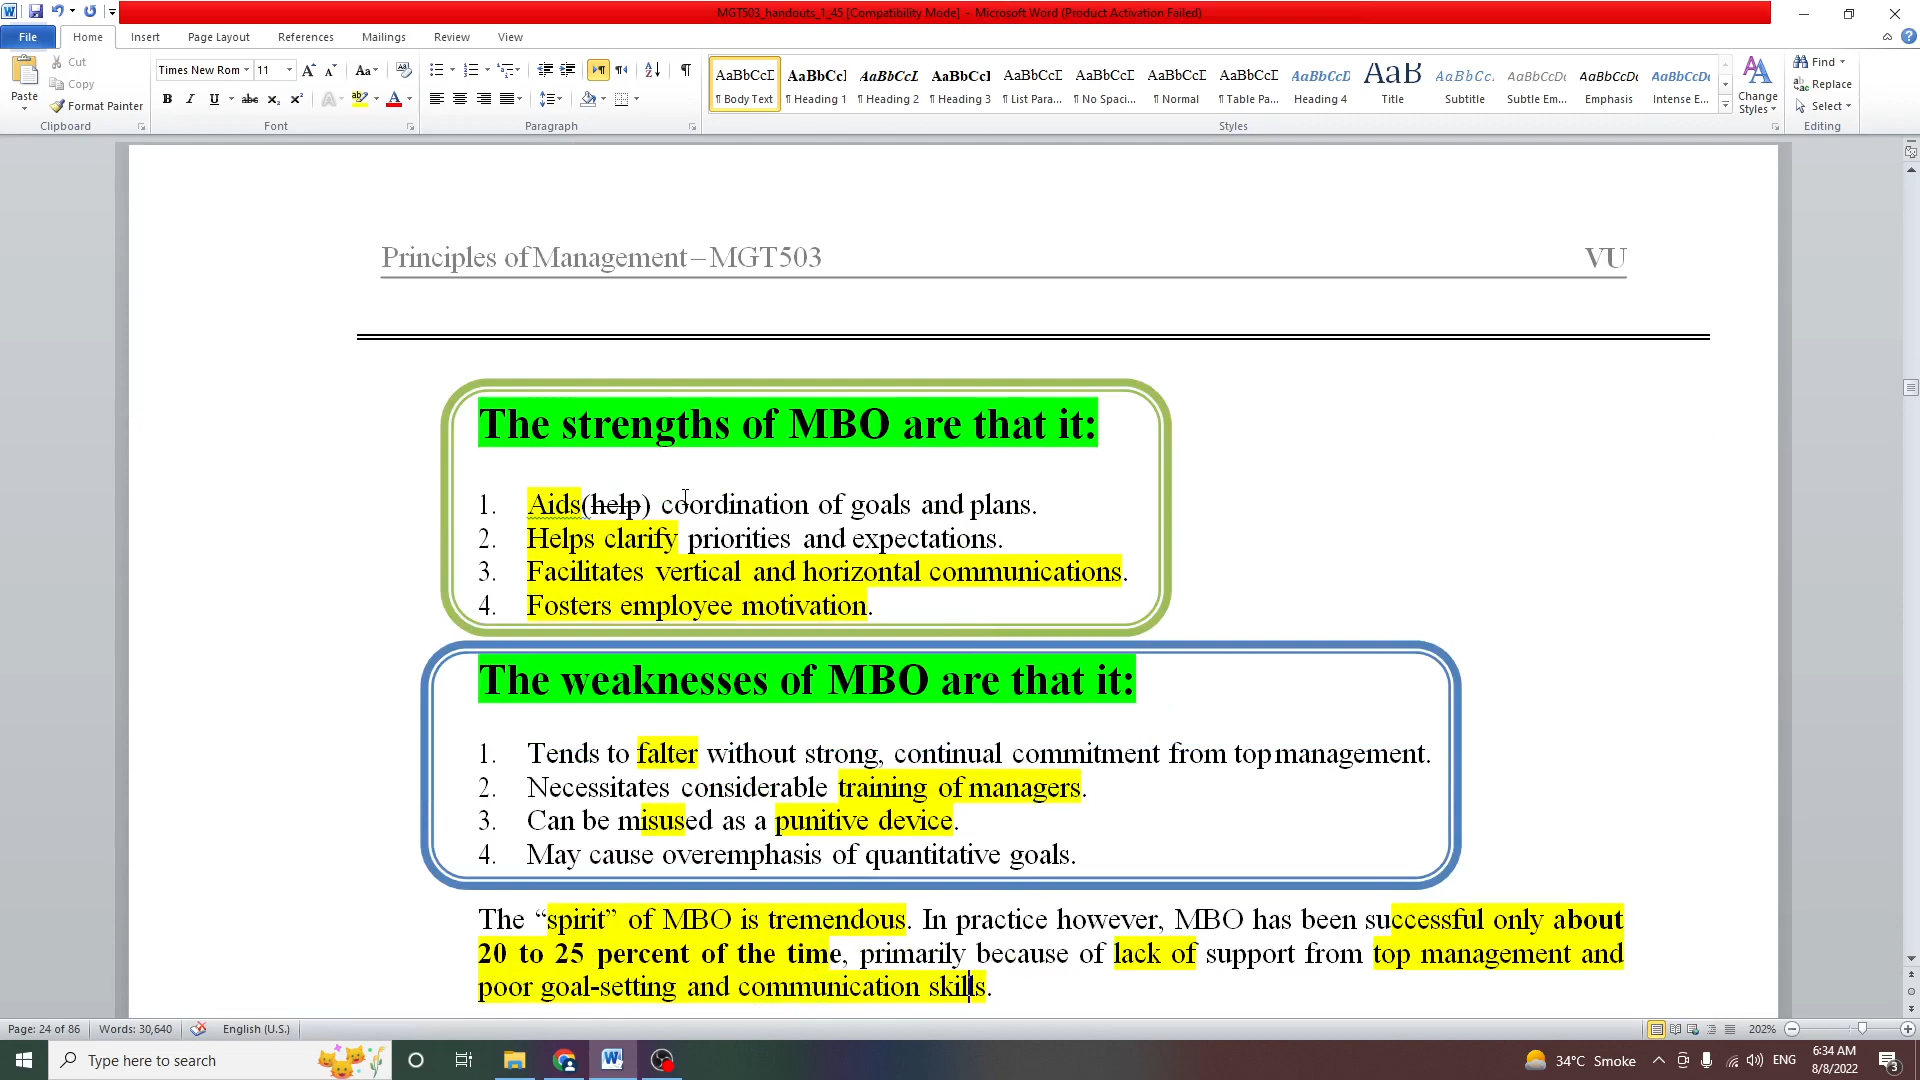 MGT503_handouts_1_45 [Compatibility Mode] - Microsoft Word (Product Activation Failed)
File Home Insert Page Layout References Mailings Review View
Paste Cut Copy Format Painter Clipboard
Times New Rom 11 Font
Paragraph
AaBbCcD ¶ Body Text
AaBbCcI ¶ Heading 1
AaBbCcL ¶ Heading 2
AaBbCcI ¶ Heading 3
AaBbCcD ¶ List Para...
AaBbCcD ¶ No Spaci...
AaBbCcD ¶ Normal
AaBbCcD ¶ Table Pa...
AaBbCcD Heading 4
AaB Title
AaBbCc. Subtitle
AaBbCcDc Subtle Em...
AaBbCcDc Emphasis
AaBbCcDc Intense E...
Change Styles
Styles
Find Replace Select Editing
Principles of Management – MGT503 VU
The strengths of MBO are that it:
1. Aids(help) coordination of goals and plans.
2. Helps clarify priorities and expectations.
3. Facilitates vertical and horizontal communications.
4. Fosters employee motivation.
The weaknesses of MBO are that it:
1. Tends to falter without strong, continual commitment from top management.
2. Necessitates considerable training of managers.
3. Can be misused as a punitive device.
4. May cause overemphasis of quantitative goals.
The “spirit” of MBO is tremendous. In practice however, MBO has been successful only about
20 to 25 percent of the time, primarily because of lack of support from top management and
poor goal-setting and communication skills.
Page: 24 of 86 Words: 30,640 English (U.S.) 202%
Type here to search 34°C Smoke ENG 6:34 AM
8/8/2022 3